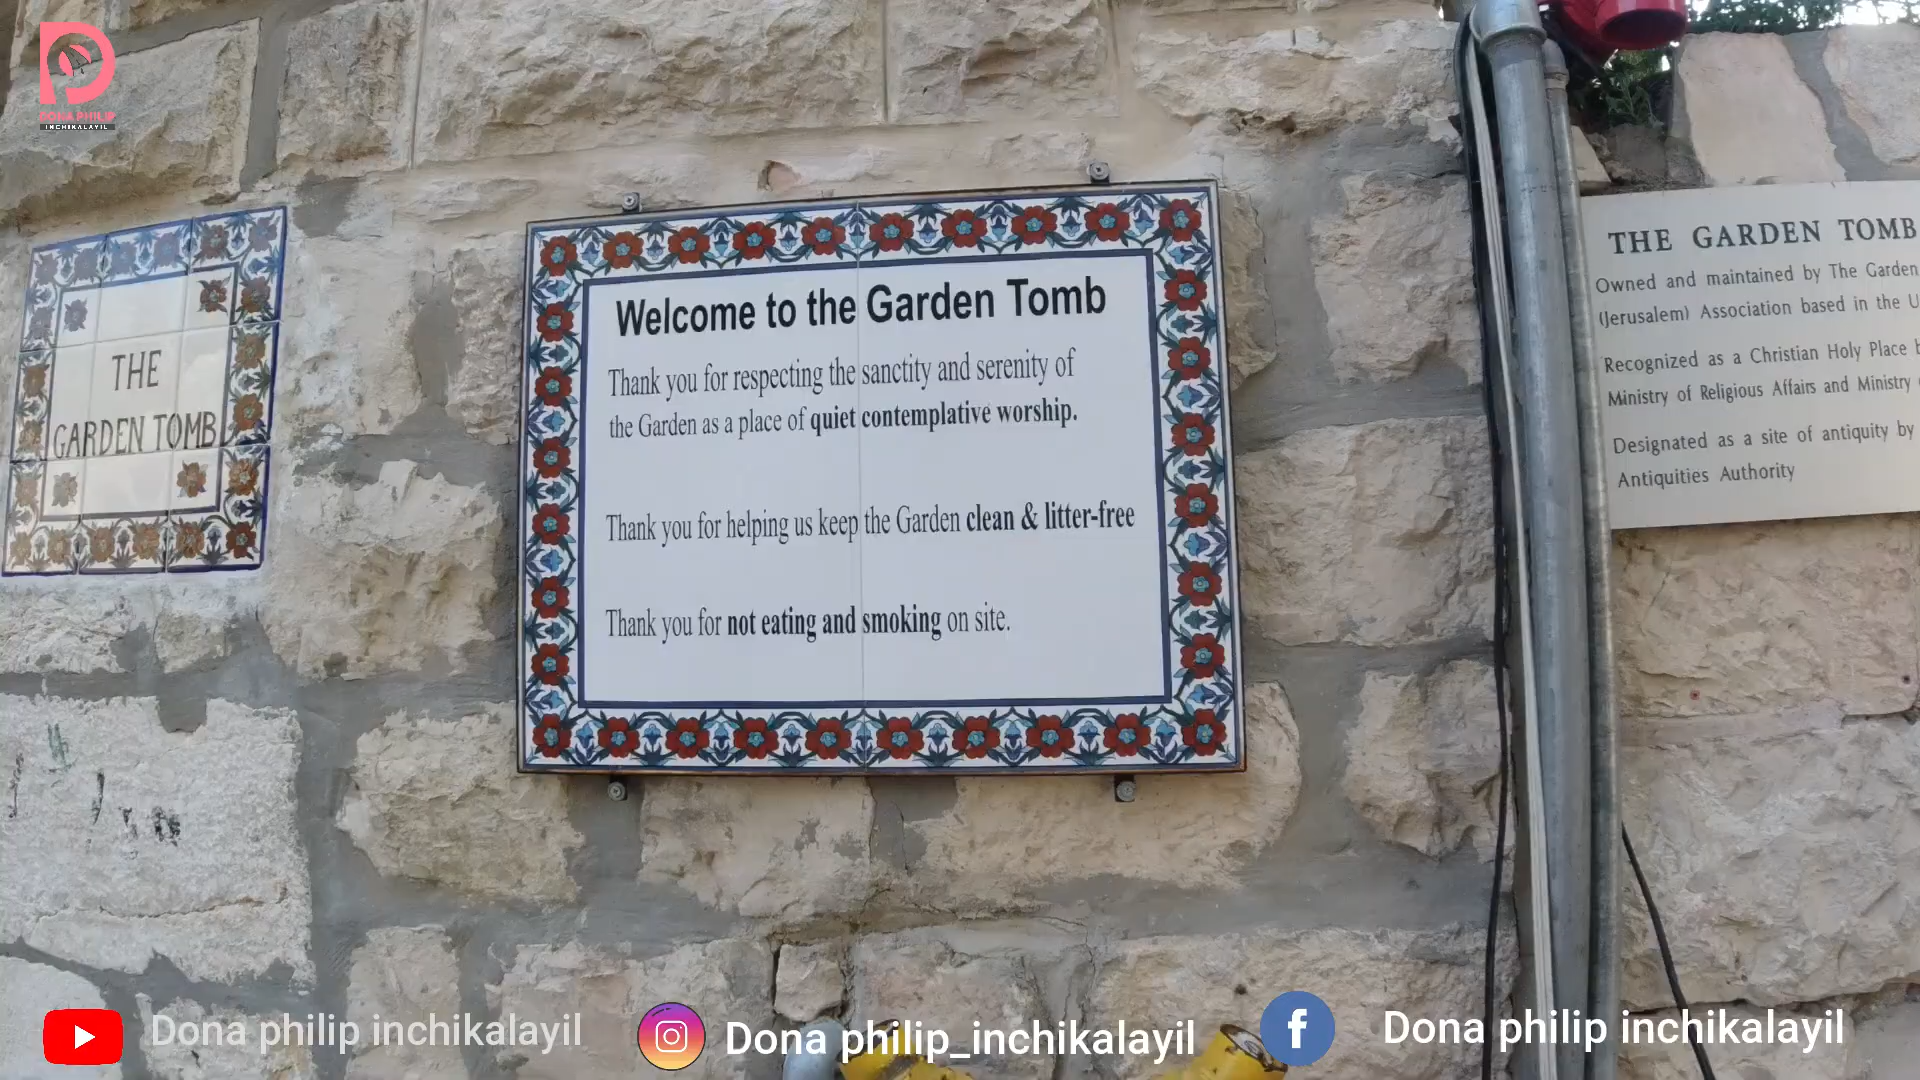 DONA PHILIP
INCHIKALAYIL
THE
GARDEN TOMB
Welcome to the Garden Tomb
Thank you for respecting the sanctity and serenity of
the Garden as a place of quiet contemplative worship.
Thank you for helping us keep the Garden clean & litter-free
Thank you for not eating and smoking on site.
THE GARDEN TOMB
Owned and maintained by The Garden
(Jerusalem) Association based in the U
Recognized as a Christian Holy Place b
Ministry of Religious Affairs and Ministry
Designated as a site of antiquity by
Antiquities Authority
Dona philip inchikalayil
Dona philip_inchikalayil
Dona philip inchikalayil